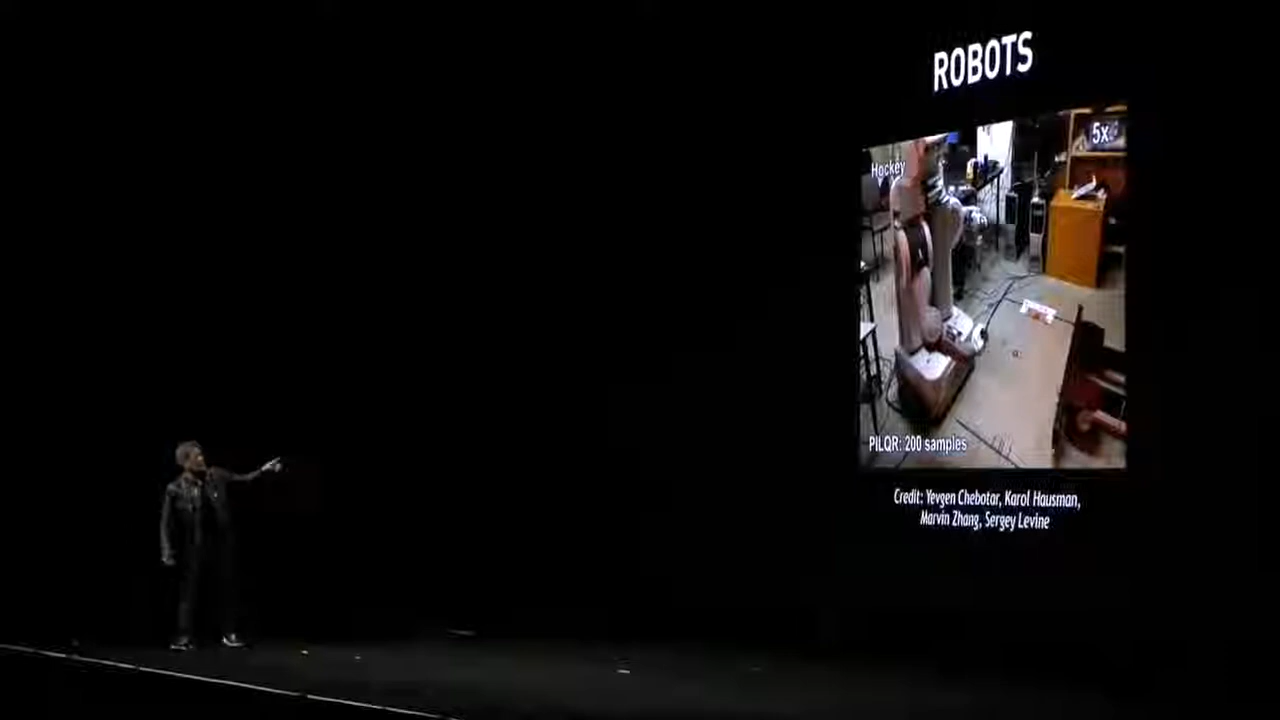 ROBOTS
5x
Hockey
PILQR: 200 samples
Credit: Yevgen Chebotar, Karol Hausman,
Marvin Zhang, Sergey Levine